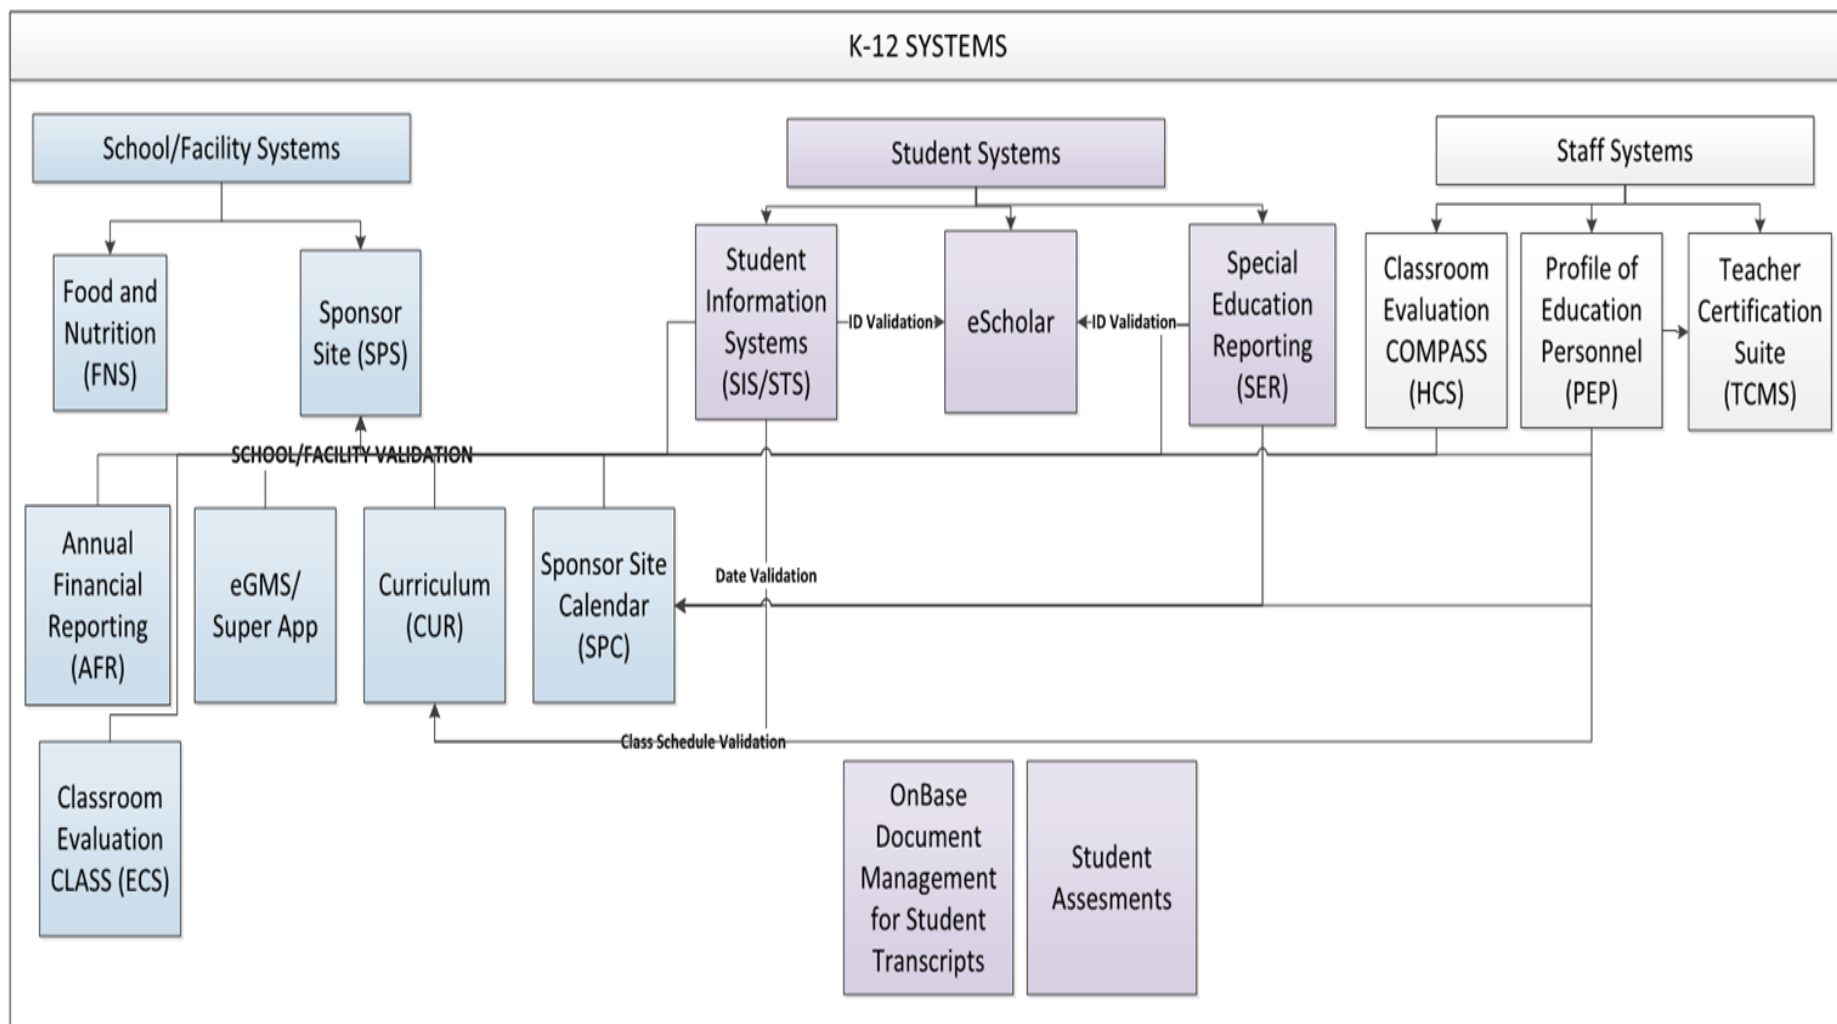 K-12 SYSTEMS
School/Facility Systems
Student Systems
Staff Systems
Food and
Nutrition
(FNS)
Sponsor
Site (SPS)
Student
Information
Systems
(SIS/STS)
ID Validation
eScholar
ID Validation
Special
Education
Reporting
(SER)
Classroom
Evaluation
COMPASS
(HCS)
Profile of
Education
Personnel
(PEP)
Teacher
Certification
Suite
(TCMS)
SCHOOL/FACILITY VALIDATION
Annual
Financial
Reporting
(AFR)
eGMS/
Super App
Curriculum
(CUR)
Sponsor Site
Calendar
(SPC)
Date Validation
Class Schedule Validation
Classroom
Evaluation
CLASS (ECS)
OnBase
Document
Management
for Student
Transcripts
Student
Assesments